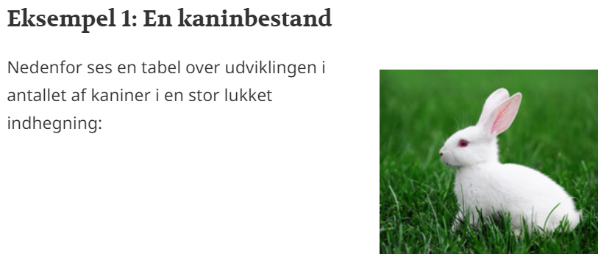 Eksempel 1: En kaninbestand
Nedenfor ses en tabel over udviklingen i
antallet af kaniner i en stor lukket
indhegning: